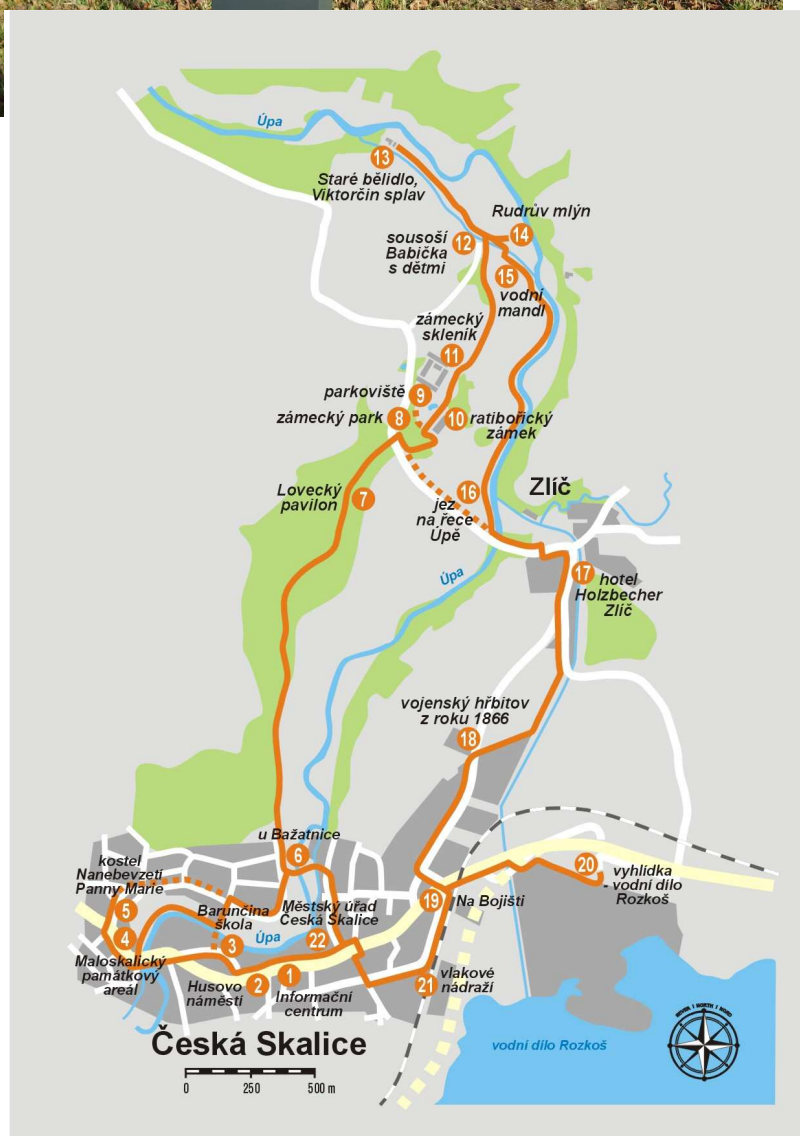 Úpa
13
Staré bělidlo,
Viktorčin splav
Rudrův mlýn
14
sousoší
Babička
s dětmi
12
15
vodní
mandl
zámecký
skleník
11
parkoviště
9
zámecký park
8
10
ratibořický
zámek
Lovecký
pavilon
7
16
jez
na řece
Úpě
Zlíč
Úpa
17
hotel
Holzbecher
Zlíč
vojenský hřbitov
z roku 1866
18
u Bažatnice
6
kostel
Nanebevzeti
Panny Marie
5
4
Maloskalický
památkový
areál
Barunčina
škola
3
Úpa
Městský úřad
Česká Skalice
22
19
Na Bojišti
20
vyhlídka
- vodní dílo
Rozkoš
Husovo
náměstí
2
1
Informační
centrum
21
vlakové
nádraží
Česká Skalice
0 250 500 m
vodní dílo Rozkoš